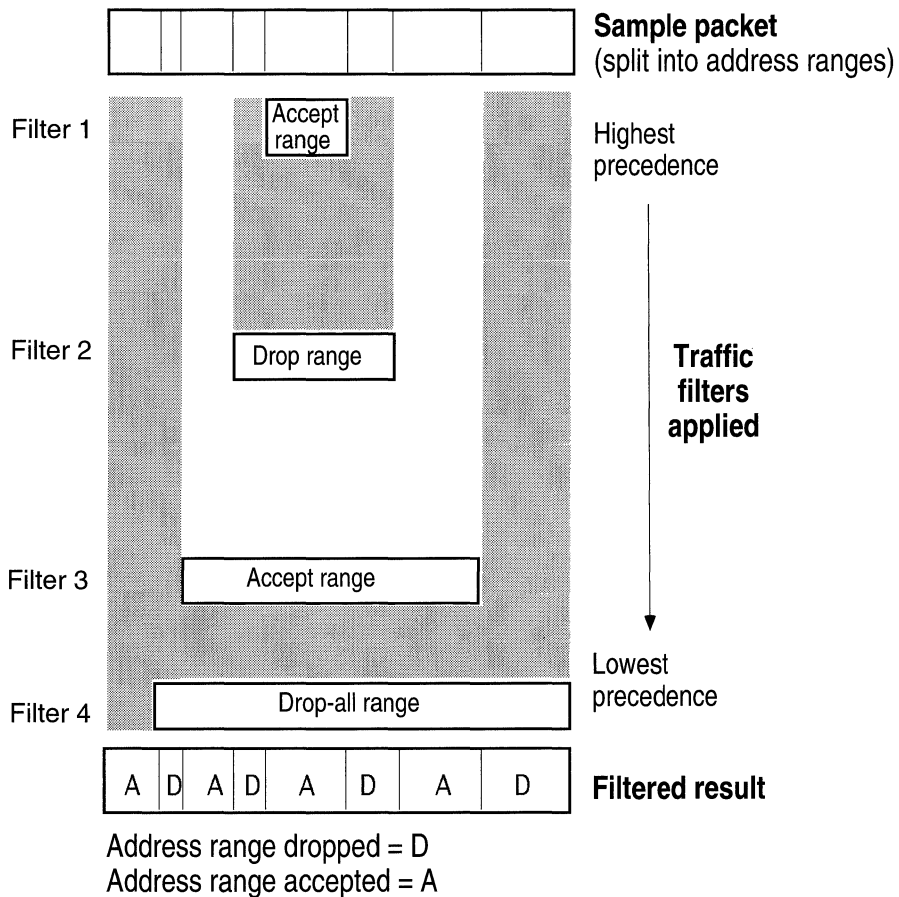 Sample packet
(split into address ranges)
Filter 1
Accept
range
Highest
precedence
Filter 2
Drop range
Traffic
filters
applied
Filter 3
Accept range
Lowest
precedence
Filter 4
Drop-all range
A D A D A D A D
Filtered result
Address range dropped = D
Address range accepted = A